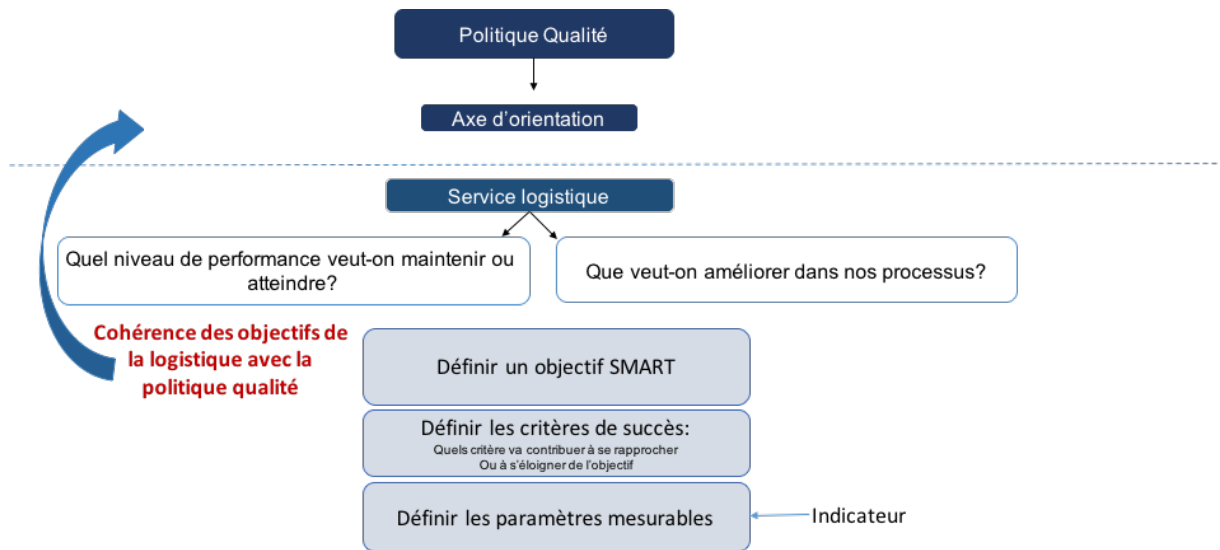 Politique Qualité
Axe d’orientation
Service logistique
Quel niveau de performance veut-on maintenir ou
atteindre?
Que veut-on améliorer dans nos processus?
Cohérence des objectifs de
la logistique avec la
politique qualité
Définir un objectif SMART
Définir les critères de succès:
Quels critère va contribuer à se rapprocher
Ou à s’éloigner de l’objectif
Définir les paramètres mesurables
Indicateur